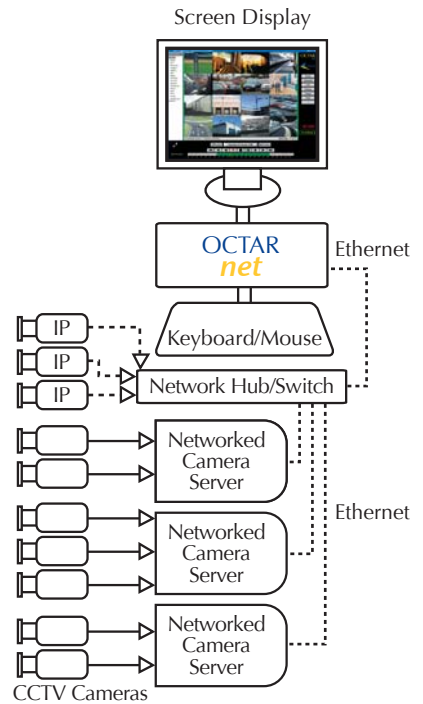 Screen Display
OCTAR
net
Ethernet
Keyboard/Mouse
IP
IP
IP
Network Hub/Switch
Networked
Camera
Server
Networked
Camera
Server
Ethernet
Networked
Camera
Server
CCTV Cameras